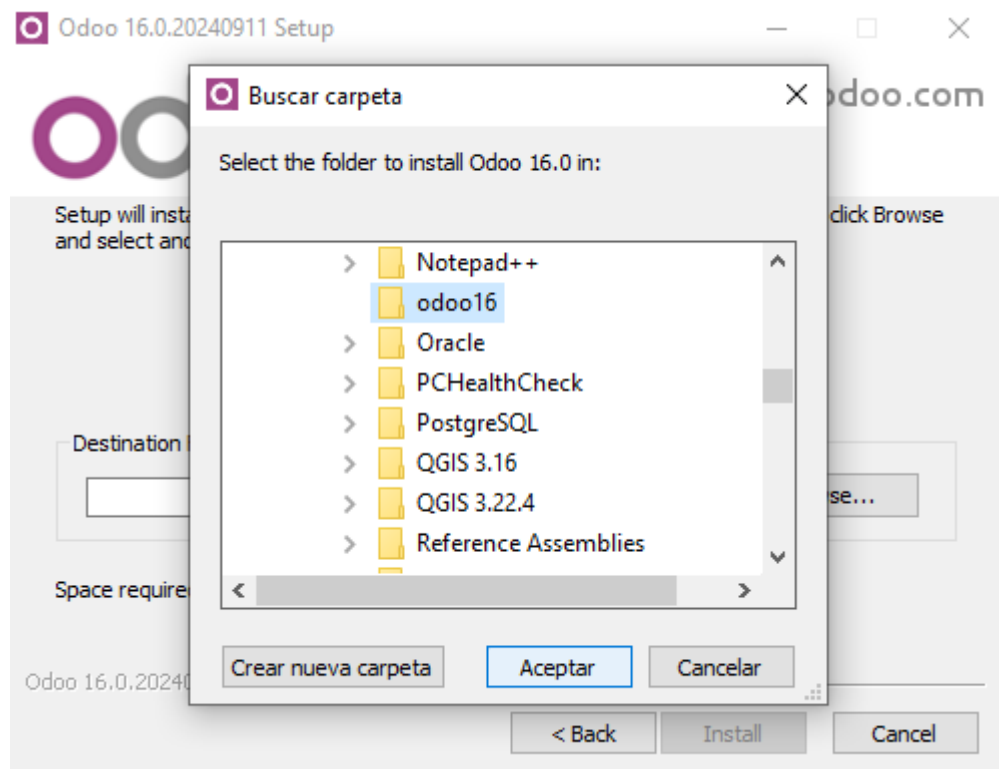 Odoo 16.0.20240911 Setup
Buscar carpeta
odoo.com
Select the folder to install Odoo 16.0 in:
Setup will insta click Browse
and select and
Notepad++
odoo16
Oracle
PCHealthCheck
PostgreSQL
QGIS 3.16
QGIS 3.22.4
Reference Assemblies
Destination
se...
Space require
Crear nueva carpeta Aceptar Cancelar
Odoo 16.0.2024
< Back Install Cancel